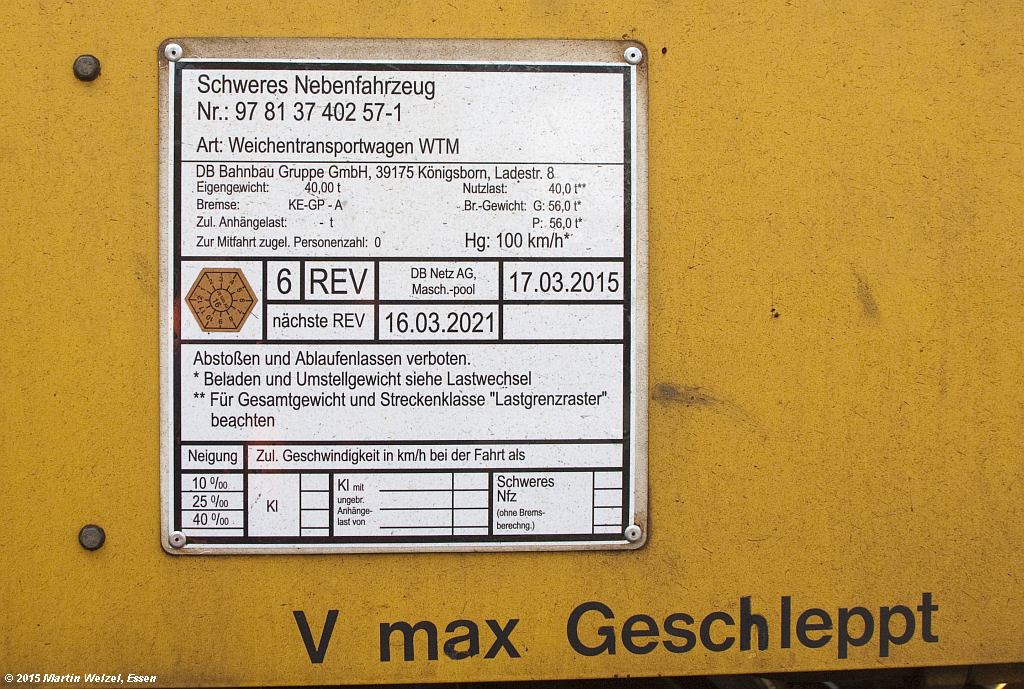 Schweres Nebenfahrzeug
Nr.: 97 81 37 402 57-1
Art: Weichentransportwagen WTM
DB Bahnbau Gruppe GmbH, 39175 Königsborn, Ladestr. 8
Eigengewicht: 40,00 t Nutzlast: 40,0 t**
Bremse: KE-GP - A Br.-Gewicht: G: 56,0 t*
Zul. Anhängelast: - t P: 56,0 t*
Zur Mitfahrt zugel. Personenzahl: 0 Hg: 100 km/h*
6 REV DB Netz AG, Masch.-pool 17.03.2015
nächste REV 16.03.2021
Abstoßen und Ablaufenlassen verboten.
* Beladen und Umstellgewicht siehe Lastwechsel
** Für Gesamtgewicht und Streckenklasse "Lastgrenzraster"
beachten
Neigung Zul. Geschwindigkeit in km/h bei der Fahrt als
10 º/oo
25 º/oo
40 º/oo
Kl
Kl mit
ungebr.
Anhänge-
last von
Schweres
Nfz
(ohne Brems-
berechng.)
V max Geschleppt
© 2015 Martin Welzel, Essen